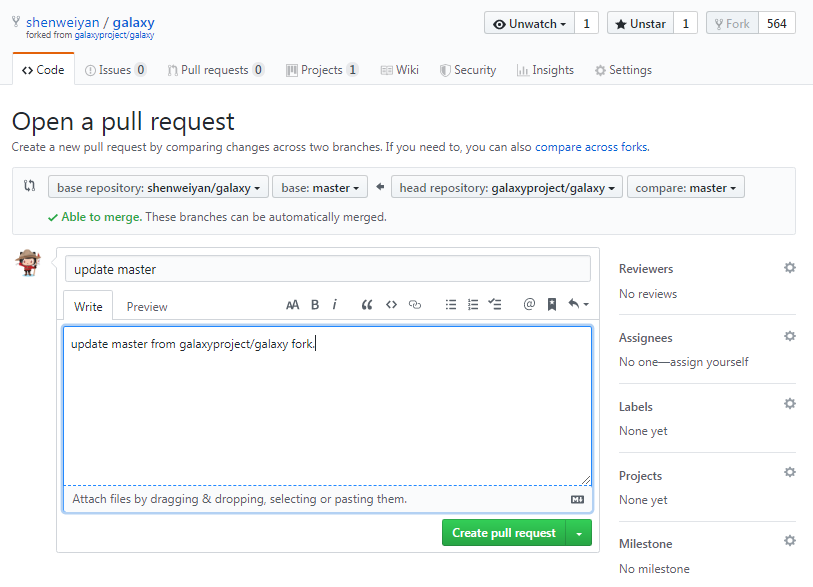 shenweiyan / galaxy
forked from galaxyproject/galaxy
Unwatch 1 Unstar 1 Fork 564
Code Issues 0 Pull requests 0 Projects 1 Wiki Security Insights Settings
Open a pull request
Create a new pull request by comparing changes across two branches. If you need to, you can also compare across forks.
base repository: shenweiyan/galaxy base: master head repository: galaxyproject/galaxy compare: master
Able to merge. These branches can be automatically merged.
update master
Write Preview AA B i
update master from galaxyproject/galaxy fork.
Attach files by dragging & dropping, selecting or pasting them.
Create pull request
Reviewers
No reviews
Assignees
No one—assign yourself
Labels
None yet
Projects
None yet
Milestone
No milestone